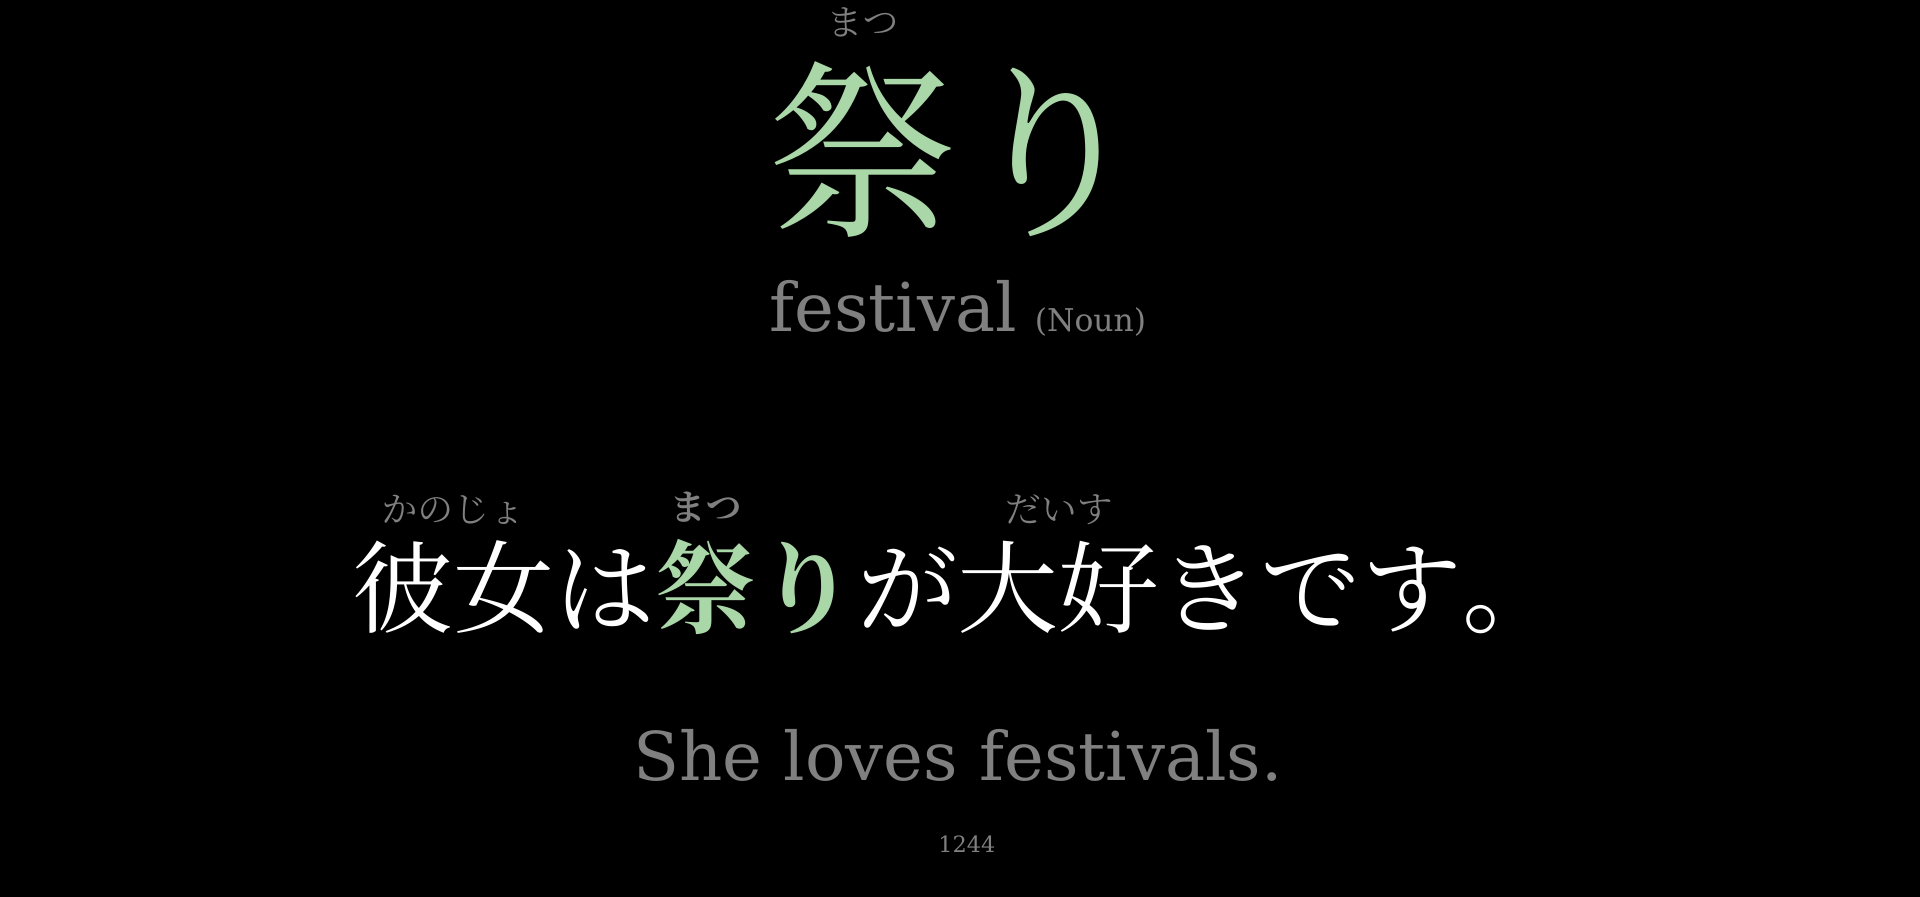 まつ
祭り
festival (Noun)
かのじょ まつ だいす
彼女は祭りが大好きです。
She loves festivals.
1244